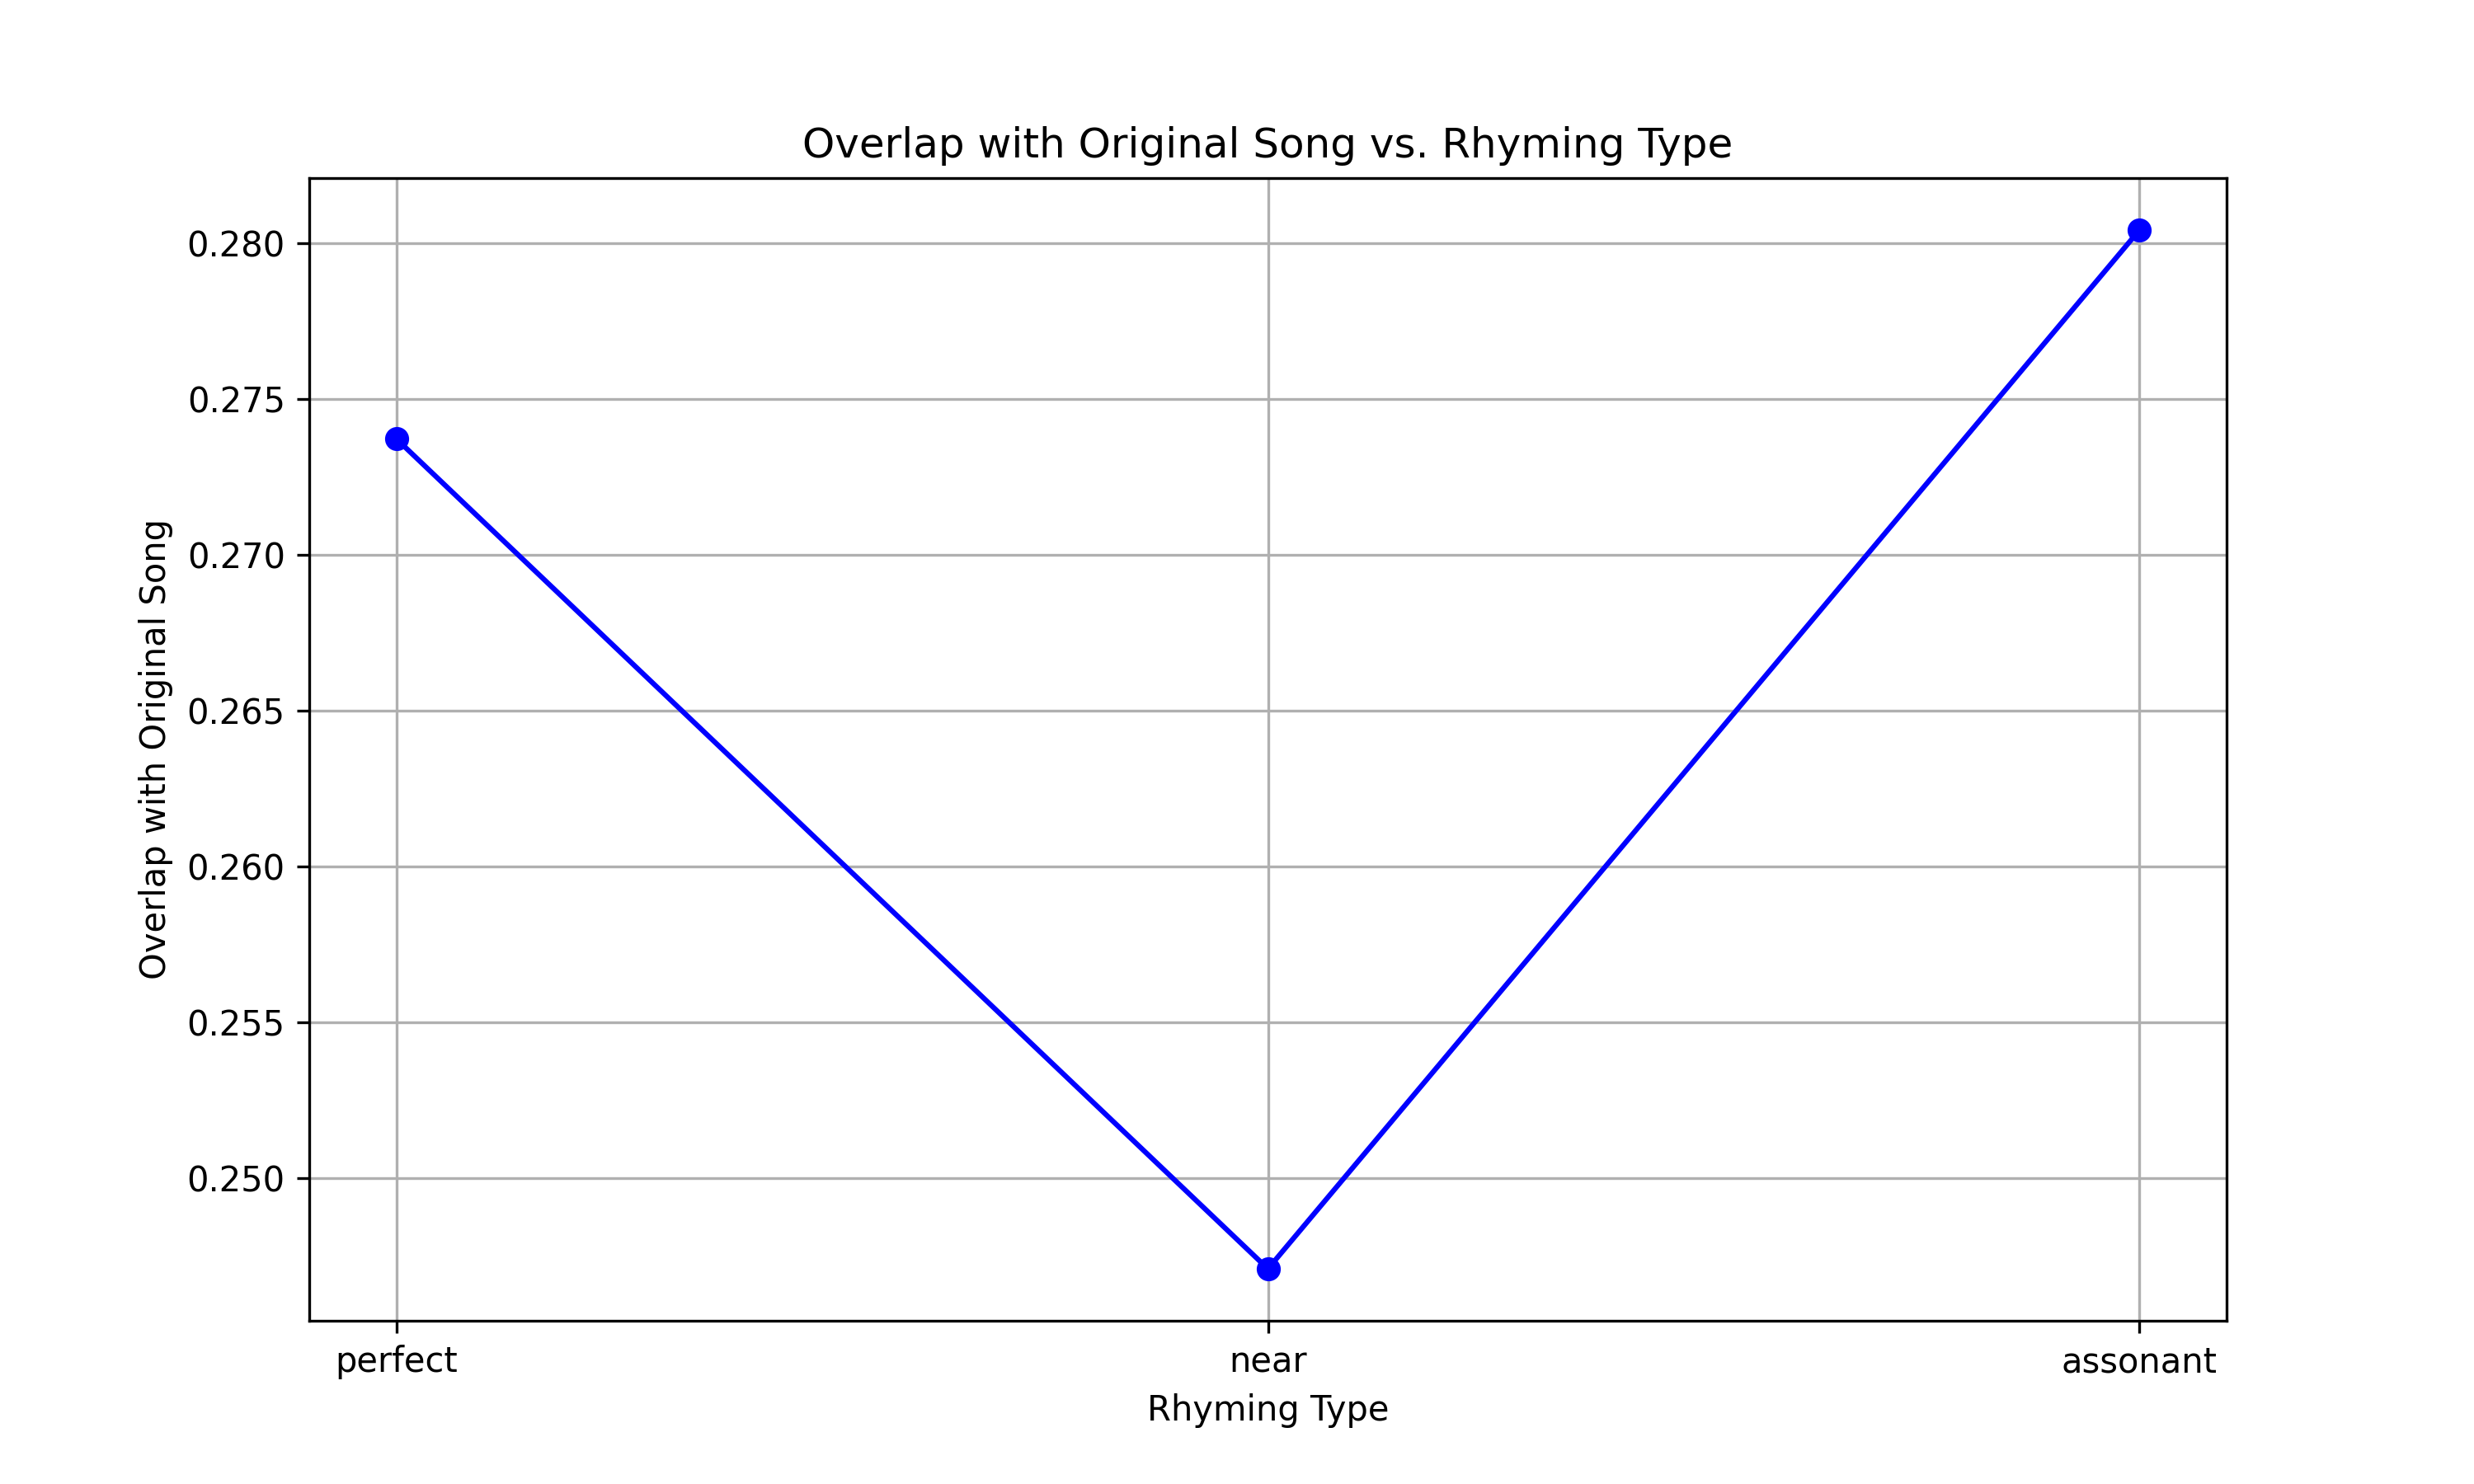 Overlap with Original Song vs. Rhyming Type
Overlap with Original Song
0.280
0.275
0.270
0.265
0.260
0.255
0.250
perfect
near
assonant
Rhyming Type